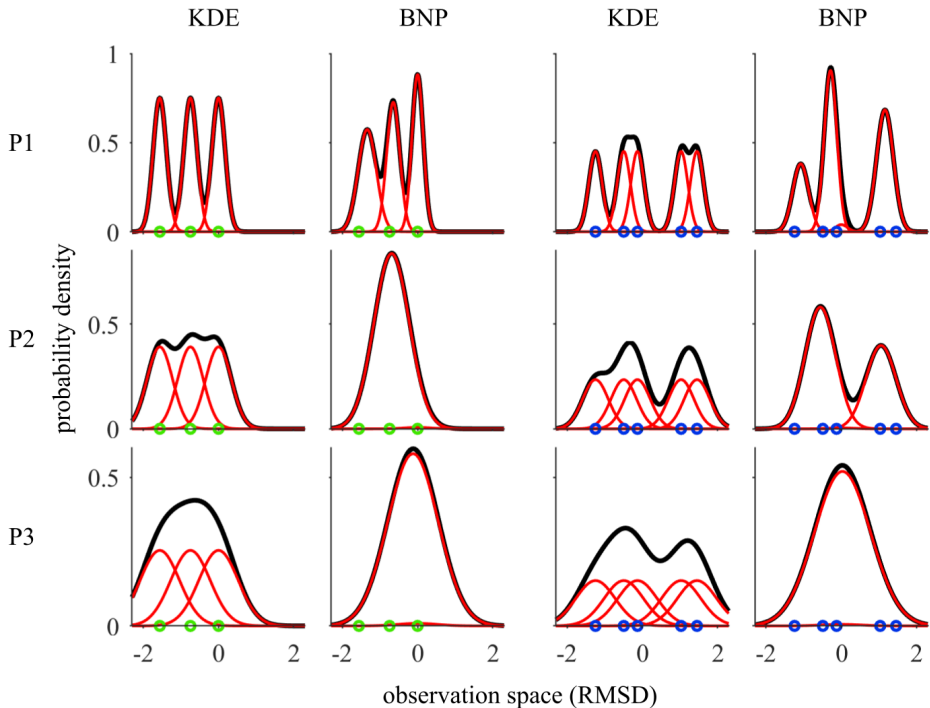 KDE BNP KDE BNP
1
P1 0.5
0
P2 0.5
0
P3 0.5
0
-2 0 2 -2 0 2 -2 0 2 -2 0 2
probability density
observation space (RMSD)